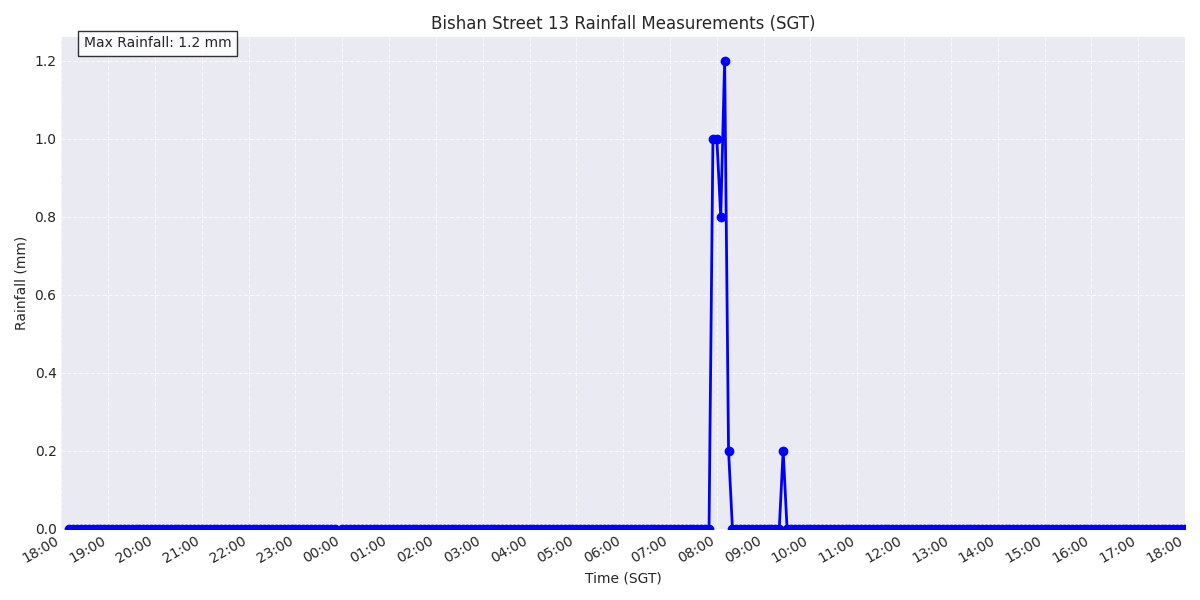 Bishan Street 13 Rainfall Measurements (SGT)
Max Rainfall: 1.2 mm
1.2
1.0
0.8
0.6
0.4
0.2
0.0
Rainfall (mm)
18:00 19:00 20:00 21:00 22:00 23:00 00:00 01:00 02:00 03:00 04:00 05:00 06:00 07:00 08:00 09:00 10:00 11:00 12:00 13:00 14:00 15:00 16:00 17:00 18:00
Time (SGT)